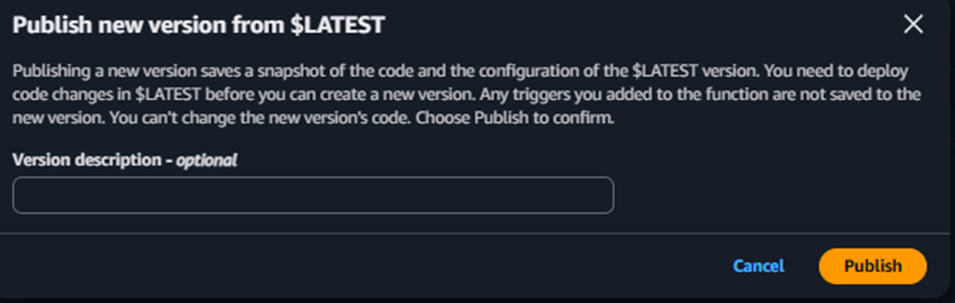 Publish new version from $LATEST
Publishing a new version saves a snapshot of the code and the configuration of the $LATEST version. You need to deploy
code changes in $LATEST before you can create a new version. Any triggers you added to the function are not saved to the
new version. You can't change the new version's code. Choose Publish to confirm.
Version description - optional
Cancel
Publish